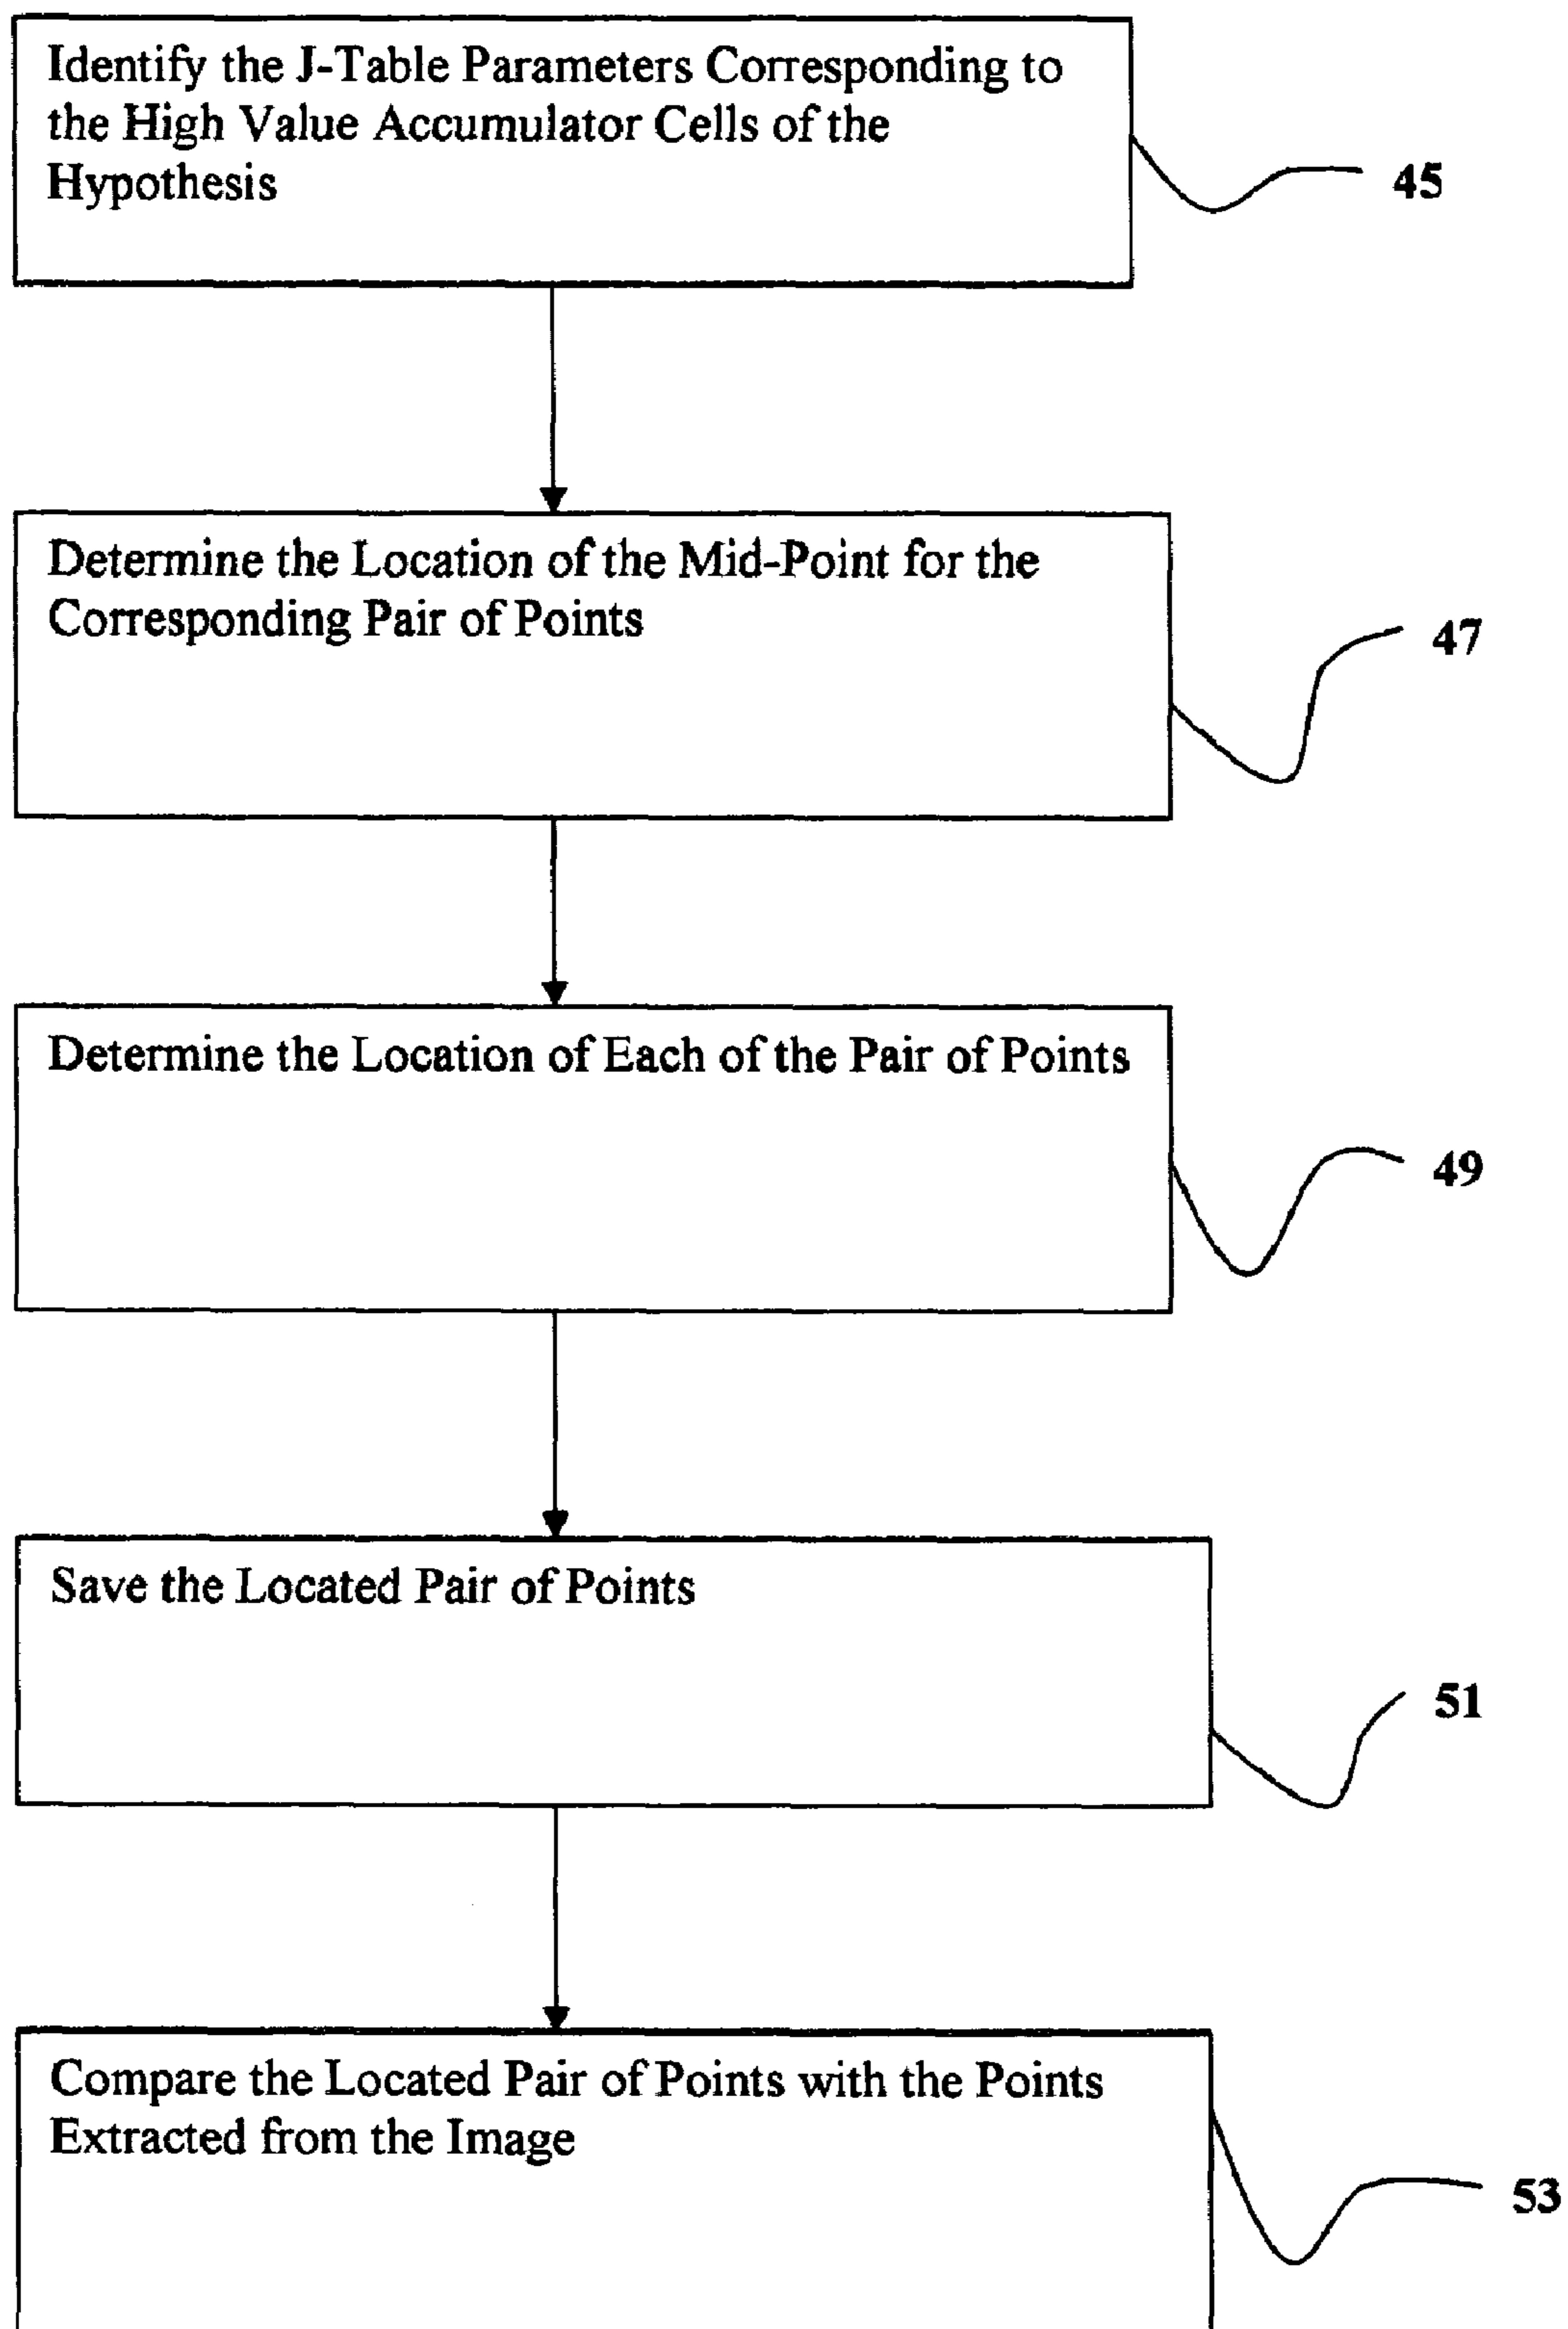 Identify the J-Table Parameters Corresponding to
the High Value Accumulator Cells of the
Hypothesis
45
Determine the Location of the Mid-Point for the
Corresponding Pair of Points
47
Determine the Location of Each of the Pair of Points
49
Save the Located Pair of Points
51
Compare the Located Pair of Points with the Points
Extracted from the Image
53